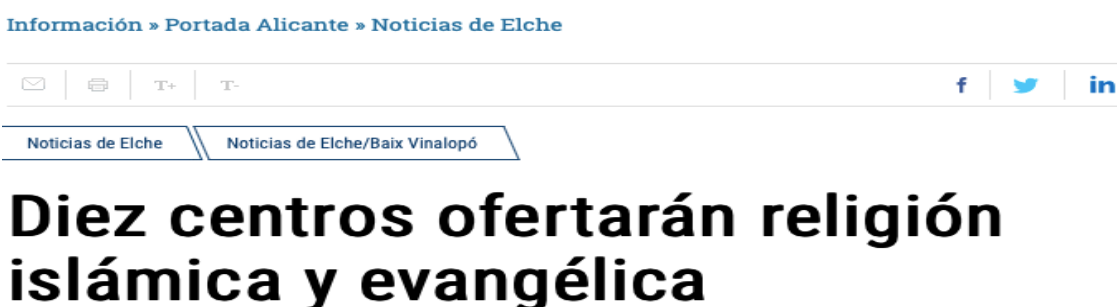 Información » Portada Alicante » Noticias de Elche
T+ T-
f in
Noticias de Elche Noticias de Elche/Baix Vinalopó
Diez centros ofertarán religión
islámica y evangélica